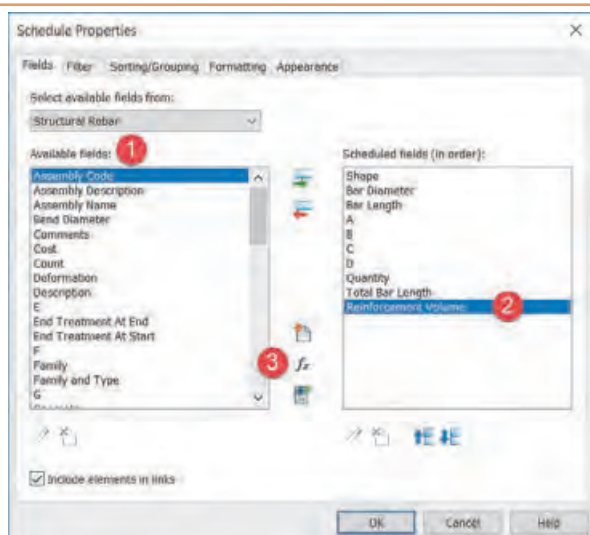 Schedule Properties
Fields Filter Sorting/Grouping Formatting Appearance
Select available fields from:
Structural Rebar
Available fields:
1
Assembly Code
Assembly Description
Assembly Name
Bend Diameter
Comments
Cost
Count
Deformation
Description
E
End Treatment At End
End Treatment At Start
F
Family
Family and Type
G
3
fx
Scheduled fields (in order):
Shape
Bar Diameter
Bar Length
A
B
C
D
Quantity
Total Bar Length
Reinforcement Volume
2
Include elements in links
OK Cancel Help